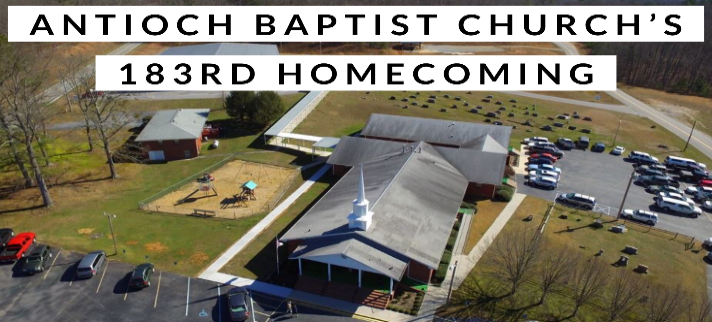 ANTIOCH BAPTIST CHURCH'S
183RD HOMECOMING